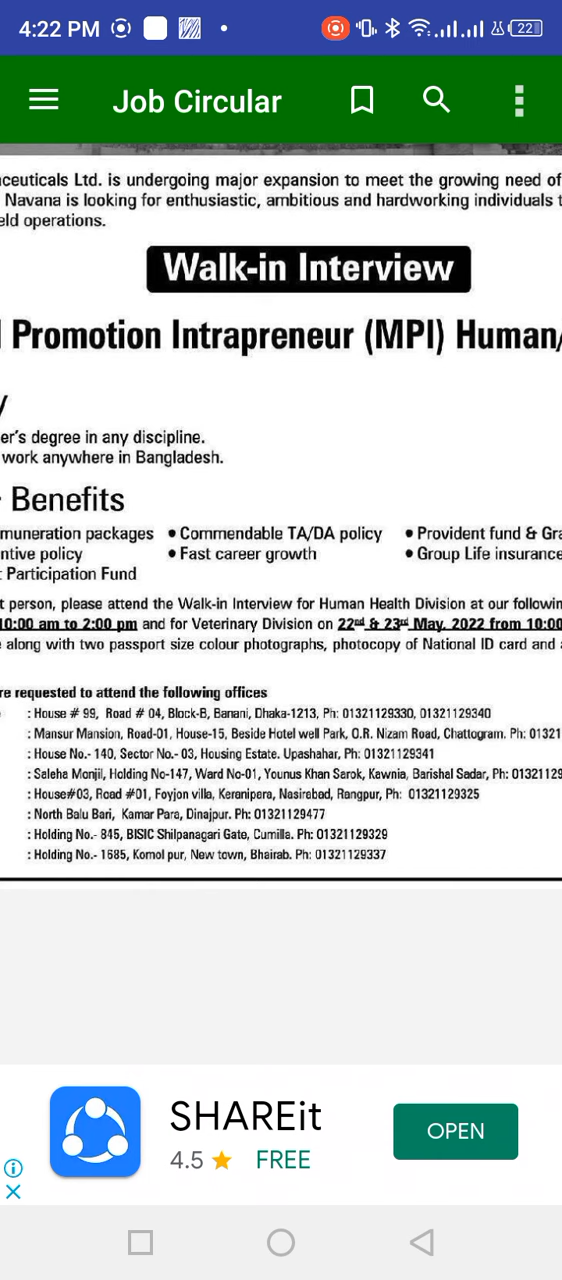 4:22 PM
22
Job Circular
ceuticals Ltd. is undergoing major expansion to meet the growing need of
Navana is looking for enthusiastic, ambitious and hardworking individuals t
eld operations.
Walk-in Interview
l Promotion Intrapreneur (MPI) Human/
y
er's degree in any discipline.
work anywhere in Bangladesh.
Benefits
muneration packages • Commendable TA/DA policy • Provident fund & Gra
ntive policy • Fast career growth • Group Life insurance
t Participation Fund
t person, please attend the Walk-in Interview for Human Health Division at our followin
10:00 am to 2:00 pm and for Veterinary Division on 22nd & 23rd May, 2022 from 10:00
e along with two passport size colour photographs, photocopy of National ID card and
re requested to attend the following offices
: House # 99, Road # 04, Block-B, Banani, Dhaka-1213, Ph: 01321129330, 01321129340
: Mansur Mansion, Road-01, House-15, Beside Hotel well Park, O.R. Nizam Road, Chattogram. Ph: 01321
: House No.- 140, Sector No.- 03, Housing Estate. Upashahar, Ph: 01321129341
: Saleha Monjil, Holding No-147, Ward No-01, Younus Khan Sarok, Kawnia, Barishal Sadar, Ph: 01321129
: House#03, Road #01, Foyjon villa, Keranipara, Nasirabad, Rangpur, Ph: 01321129325
: North Balu Bari, Kamar Para, Dinajpur. Ph: 01321129477
: Holding No.- 845, BISIC Shilpanagari Gate, Cumilla. Ph: 01321129329
: Holding No.- 1685, Komol pur, New town, Bhairab. Ph: 01321129337
SHAREit
4.5 ★ FREE
OPEN